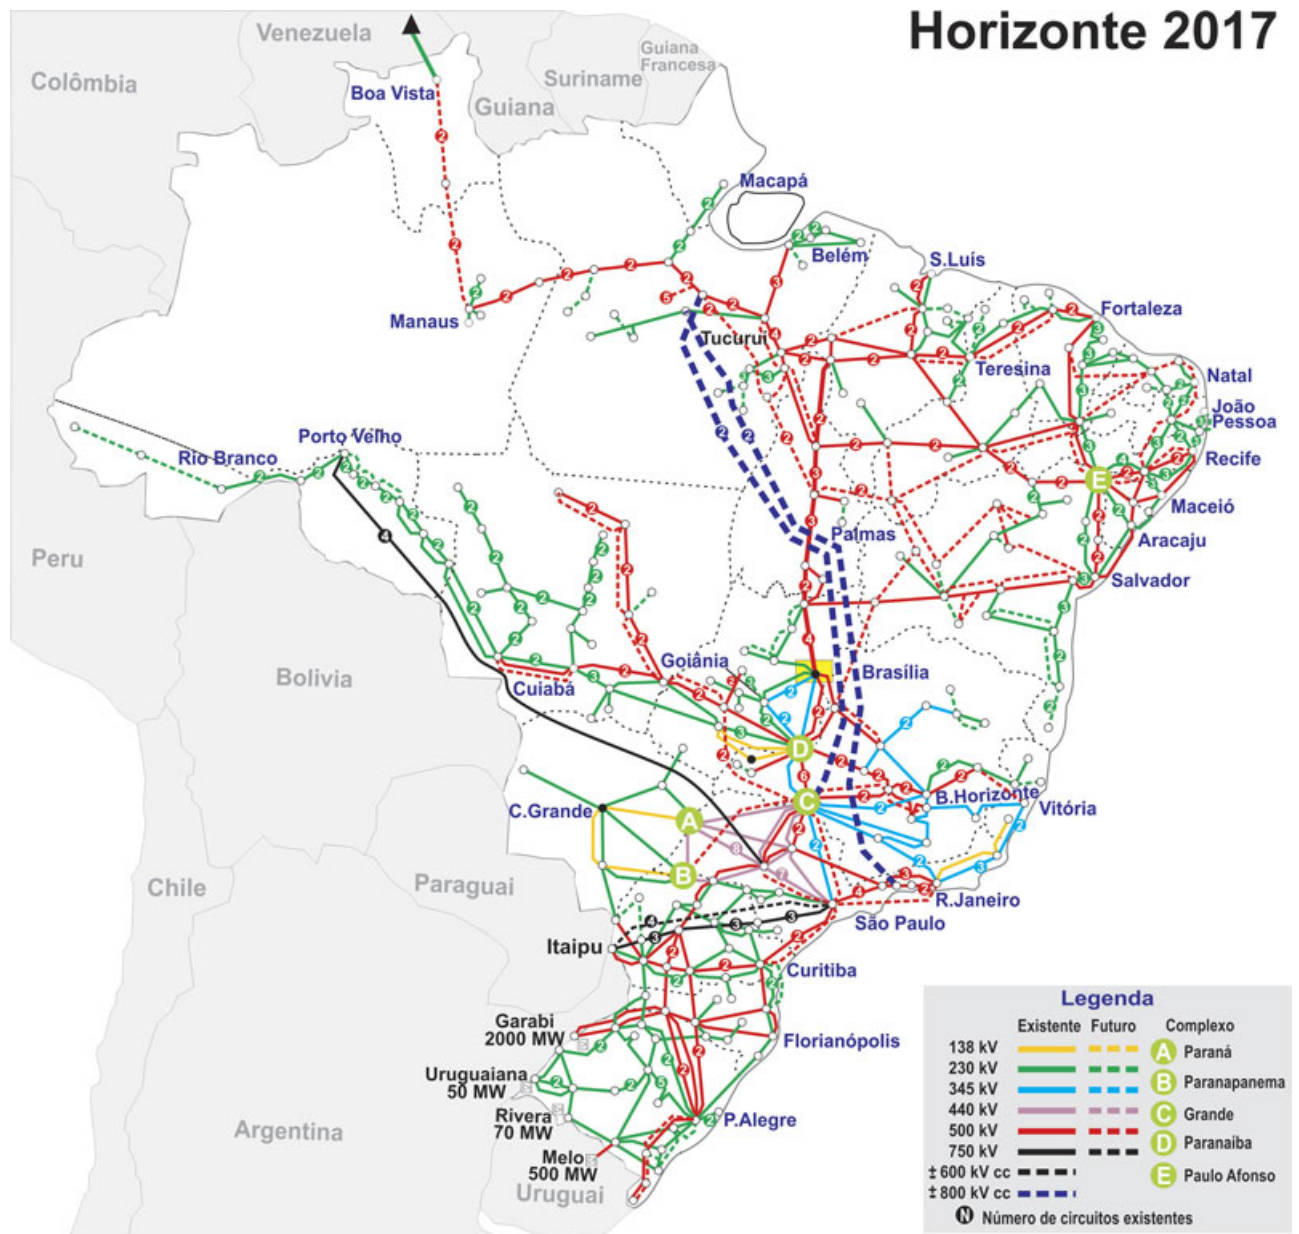 Horizonte 2017
Venezuela
Guiana
Francesa
Colômbia
Suriname
Boa Vista
Guiana
Macapá
Belém
S.Luís
Manaus
Fortaleza
Tucuruí
Teresina
Natal
João
Pessoa
Porto Velho
Rio Branco
Recife
E
Maceió
Palmas
Aracaju
Peru
Salvador
Goiânia
Brasília
Bolivia
Cuiabá
D
C
B.Horizonte
Vitória
C.Grande
A
B
Chile
Paraguai
R.Janeiro
São Paulo
Itaipu
Curitiba
Garabi
2000 MW
Florianópolis
Uruguaiana
50 MW
Rivera
70 MW
P.Alegre
Argentina
Melo
500 MW
Uruguai
Legenda
Existente Futuro Complexo
138 kV
A Paraná
230 kV
345 kV
B Paranapanema
440 kV
C Grande
500 kV
D Paranaíba
750 kV
± 600 kV cc
E Paulo Afonso
± 800 kV cc
N Número de circuitos existentes